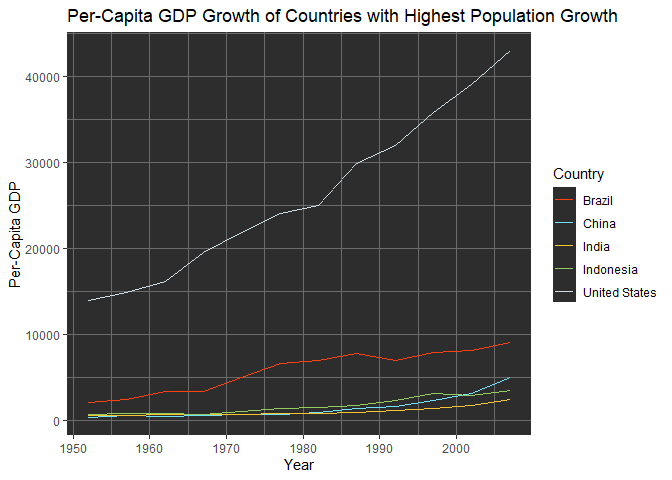 Per-Capita GDP Growth of Countries with Highest Population Growth
Per-Capita GDP
40000
30000
20000
10000
0
1950
1960
1970
1980
1990
2000
Year
Country
Brazil
China
India
Indonesia
United States